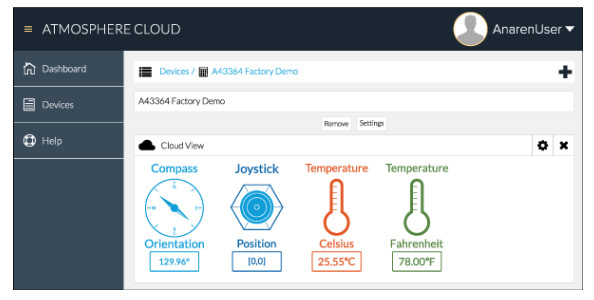 ≡ ATMOSPHERE CLOUD
AnarenUser ▼
Dashboard
Devices
Help
Devices / A43364 Factory Demo
A43364 Factory Demo
Remove Settings
Cloud View
Compass Joystick Temperature Temperature
Orientation Position Celsius Fahrenheit
129.96° [0,0] 25.55°C 78.00°F